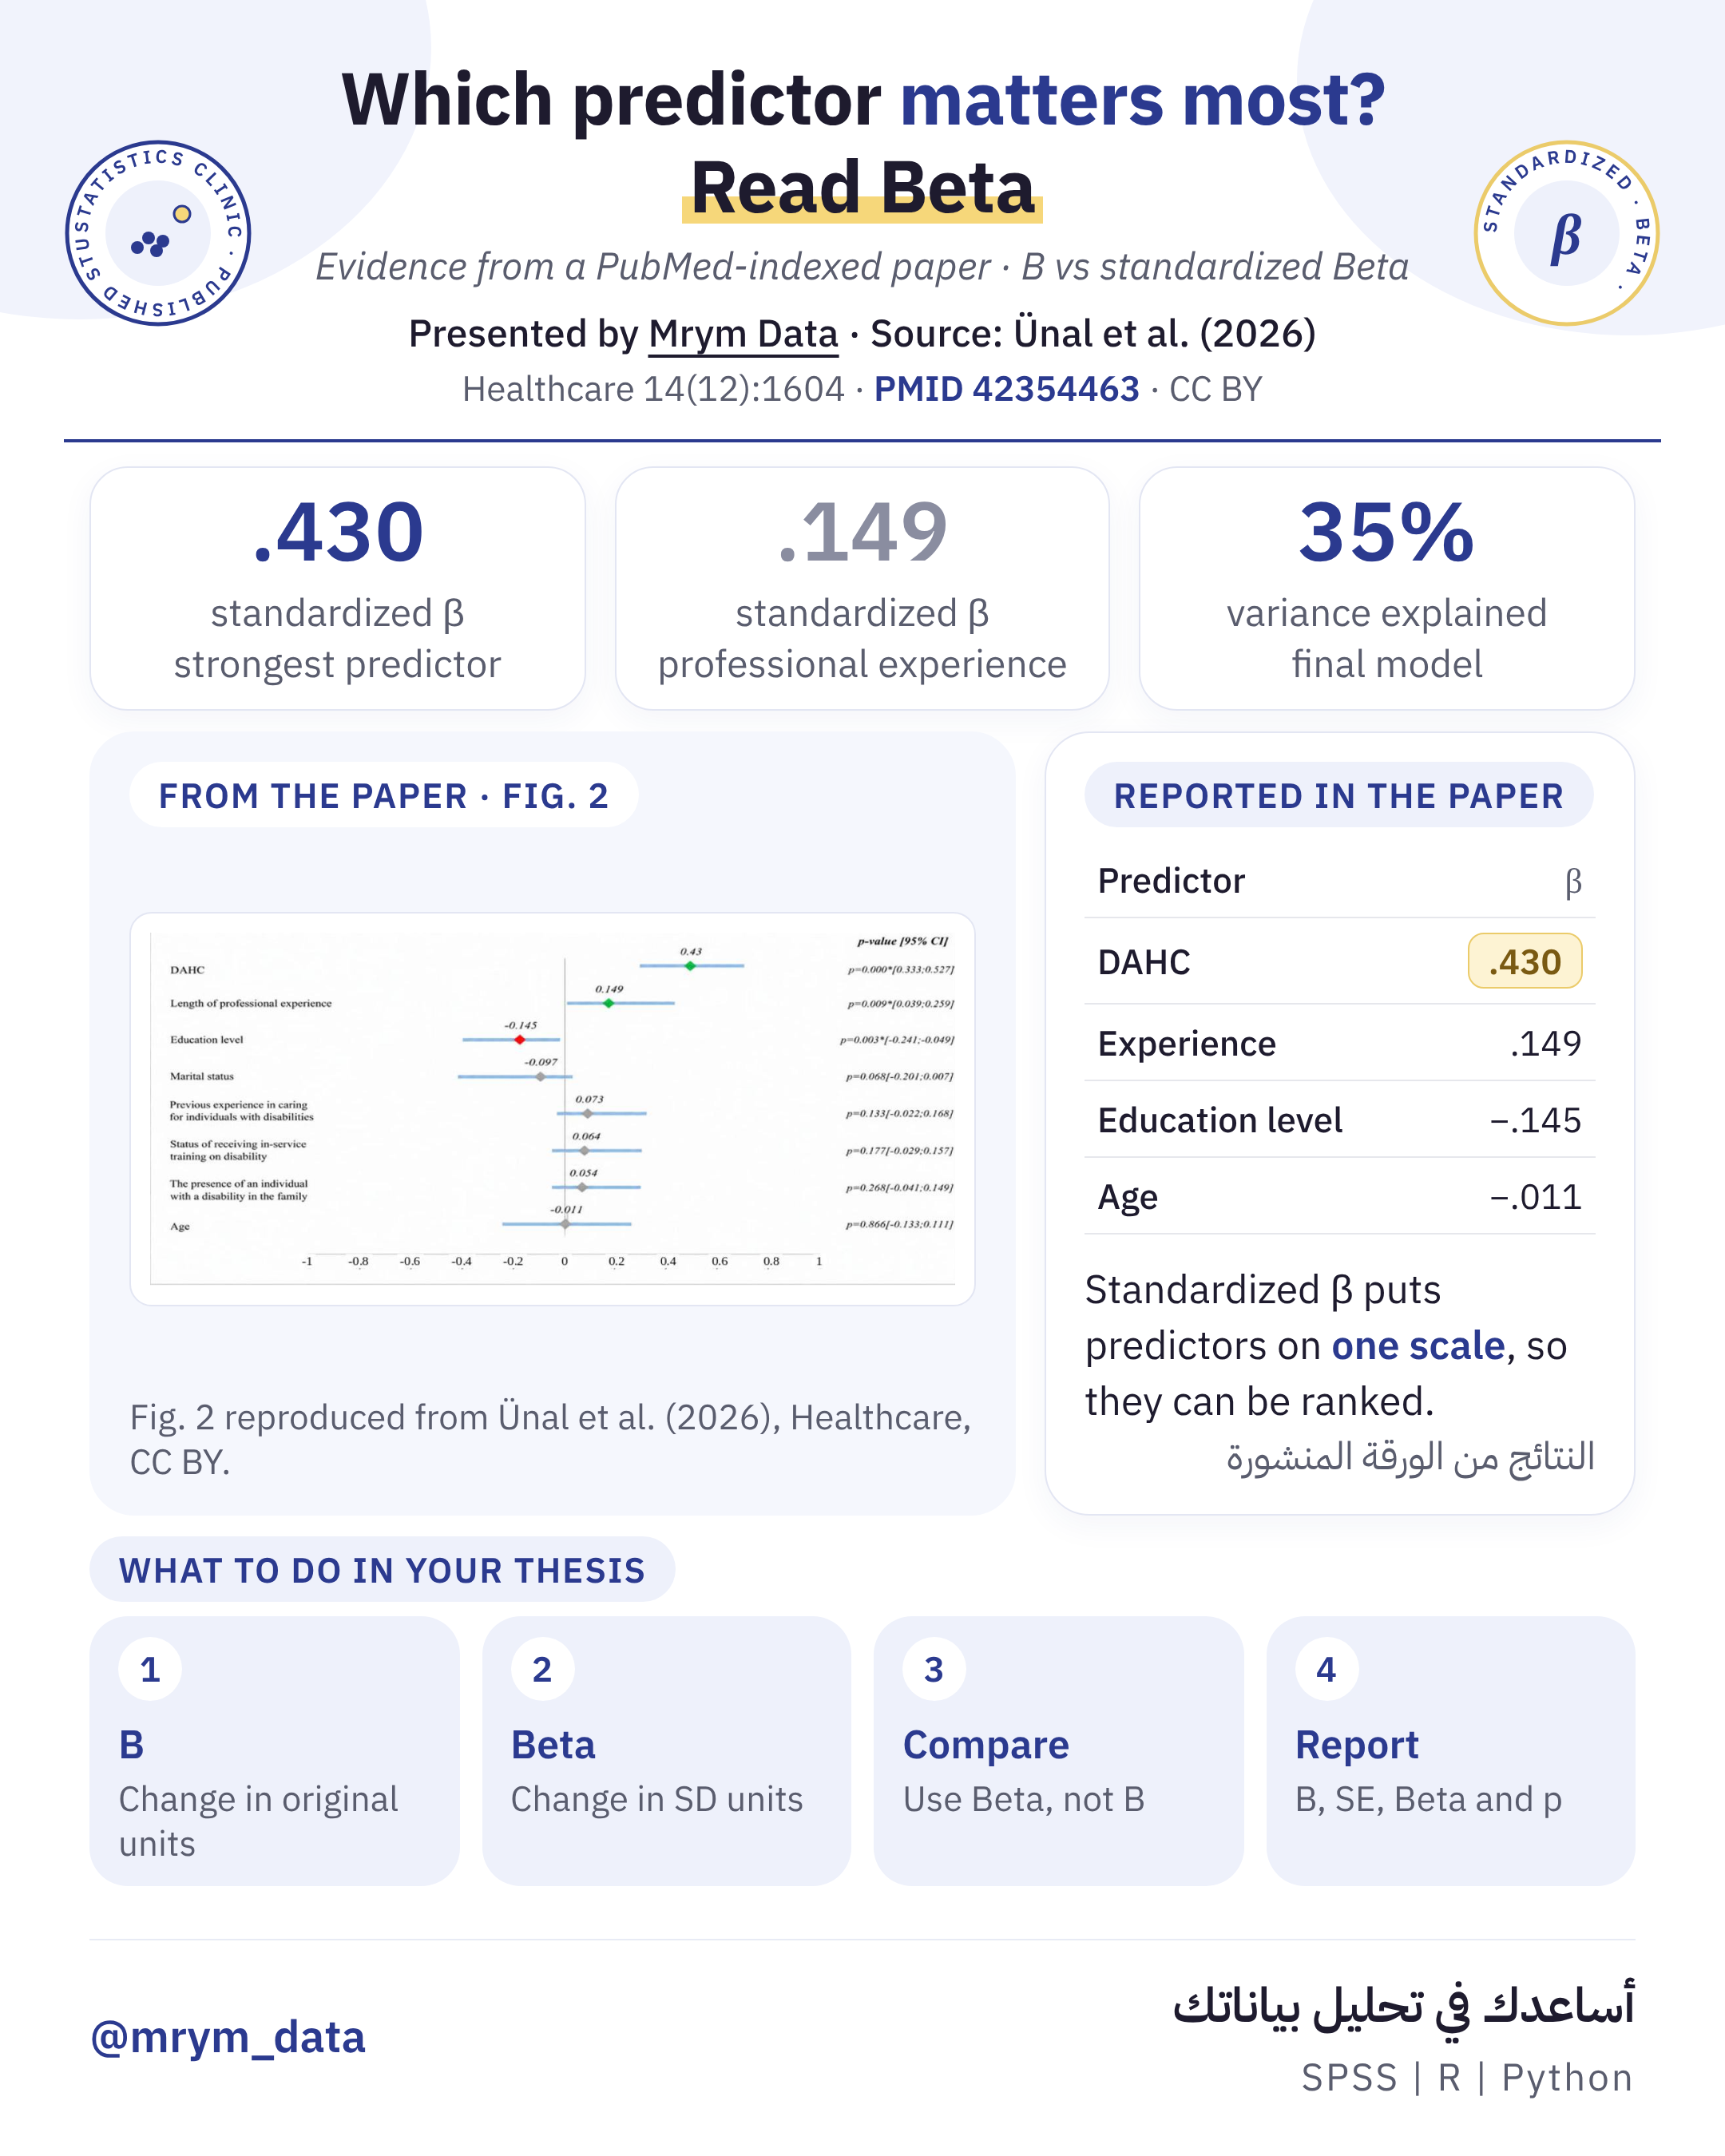 Which predictor matters most?
Read Beta
Evidence from a PubMed-indexed paper · B vs standardized Beta
Presented by Mrym Data · Source: Ünal et al. (2026)
Healthcare 14(12):1604 · PMID 42354463 · CC BY
STATISTICS CLINIC · PUBLISHED STU
STANDARDIZED · BETA ·
β
.430
standardized β
strongest predictor
.149
standardized β
professional experience
35%
variance explained
final model
FROM THE PAPER · FIG. 2
p-value [95% CI]
DAHC
0.43
p=0.000*[0.333;0.527]
Length of professional experience
0.149
p=0.009*[0.039;0.259]
Education level
-0.145
p=0.003*[-0.241;-0.049]
Marital status
-0.097
p=0.068[-0.201;0.007]
Previous experience in caring
for individuals with disabilities
0.073
p=0.133[-0.022;0.168]
Status of receiving in-service
training on disability
0.064
p=0.177[-0.029;0.157]
The presence of an individual
with a disability in the family
0.054
p=0.268[-0.041;0.149]
Age
-0.011
p=0.866[-0.133;0.111]
-1 -0.8 -0.6 -0.4 -0.2 0 0.2 0.4 0.6 0.8 1
Fig. 2 reproduced from Ünal et al. (2026), Healthcare,
CC BY.
REPORTED IN THE PAPER
Predictor β
DAHC .430
Experience .149
Education level −.145
Age −.011
Standardized β puts
predictors on one scale, so
they can be ranked.
النتائج من الورقة المنشورة
WHAT TO DO IN YOUR THESIS
1
B
Change in original
units
2
Beta
Change in SD units
3
Compare
Use Beta, not B
4
Report
B, SE, Beta and p
@mrym_data
أساعدك في تحليل بياناتك
SPSS | R | Python